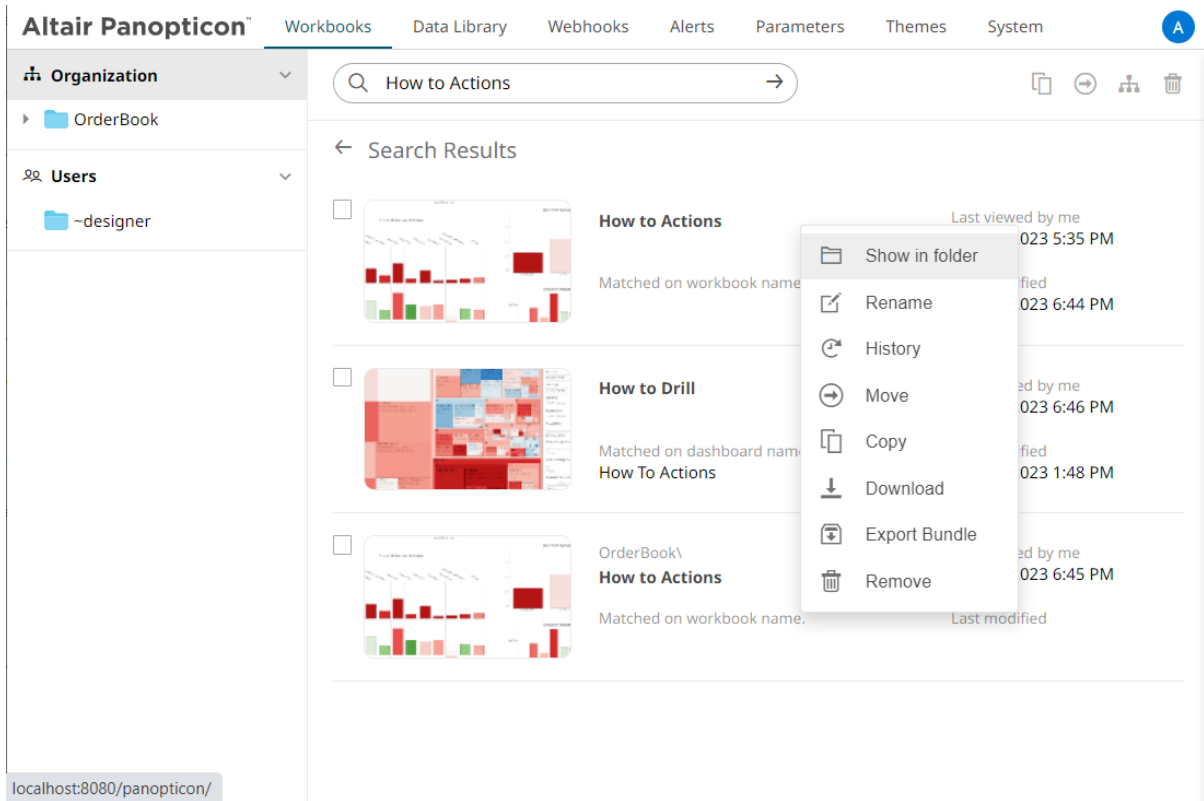 Altair Panopticon™
Workbooks
Data Library
Webhooks
Alerts
Parameters
Themes
System
A
Organization
OrderBook
Users
~designer
How to Actions
Search Results
How to Actions
Matched on workbook name
Last viewed by me
023 5:35 PM
fied
023 6:44 PM
How to Drill
Matched on dashboard nam
How To Actions
ed by me
023 6:46 PM
fied
023 1:48 PM
OrderBook\
How to Actions
Matched on workbook name.
ed by me
023 6:45 PM
Last modified
Show in folder
Rename
History
Move
Copy
Download
Export Bundle
Remove
localhost:8080/panopticon/